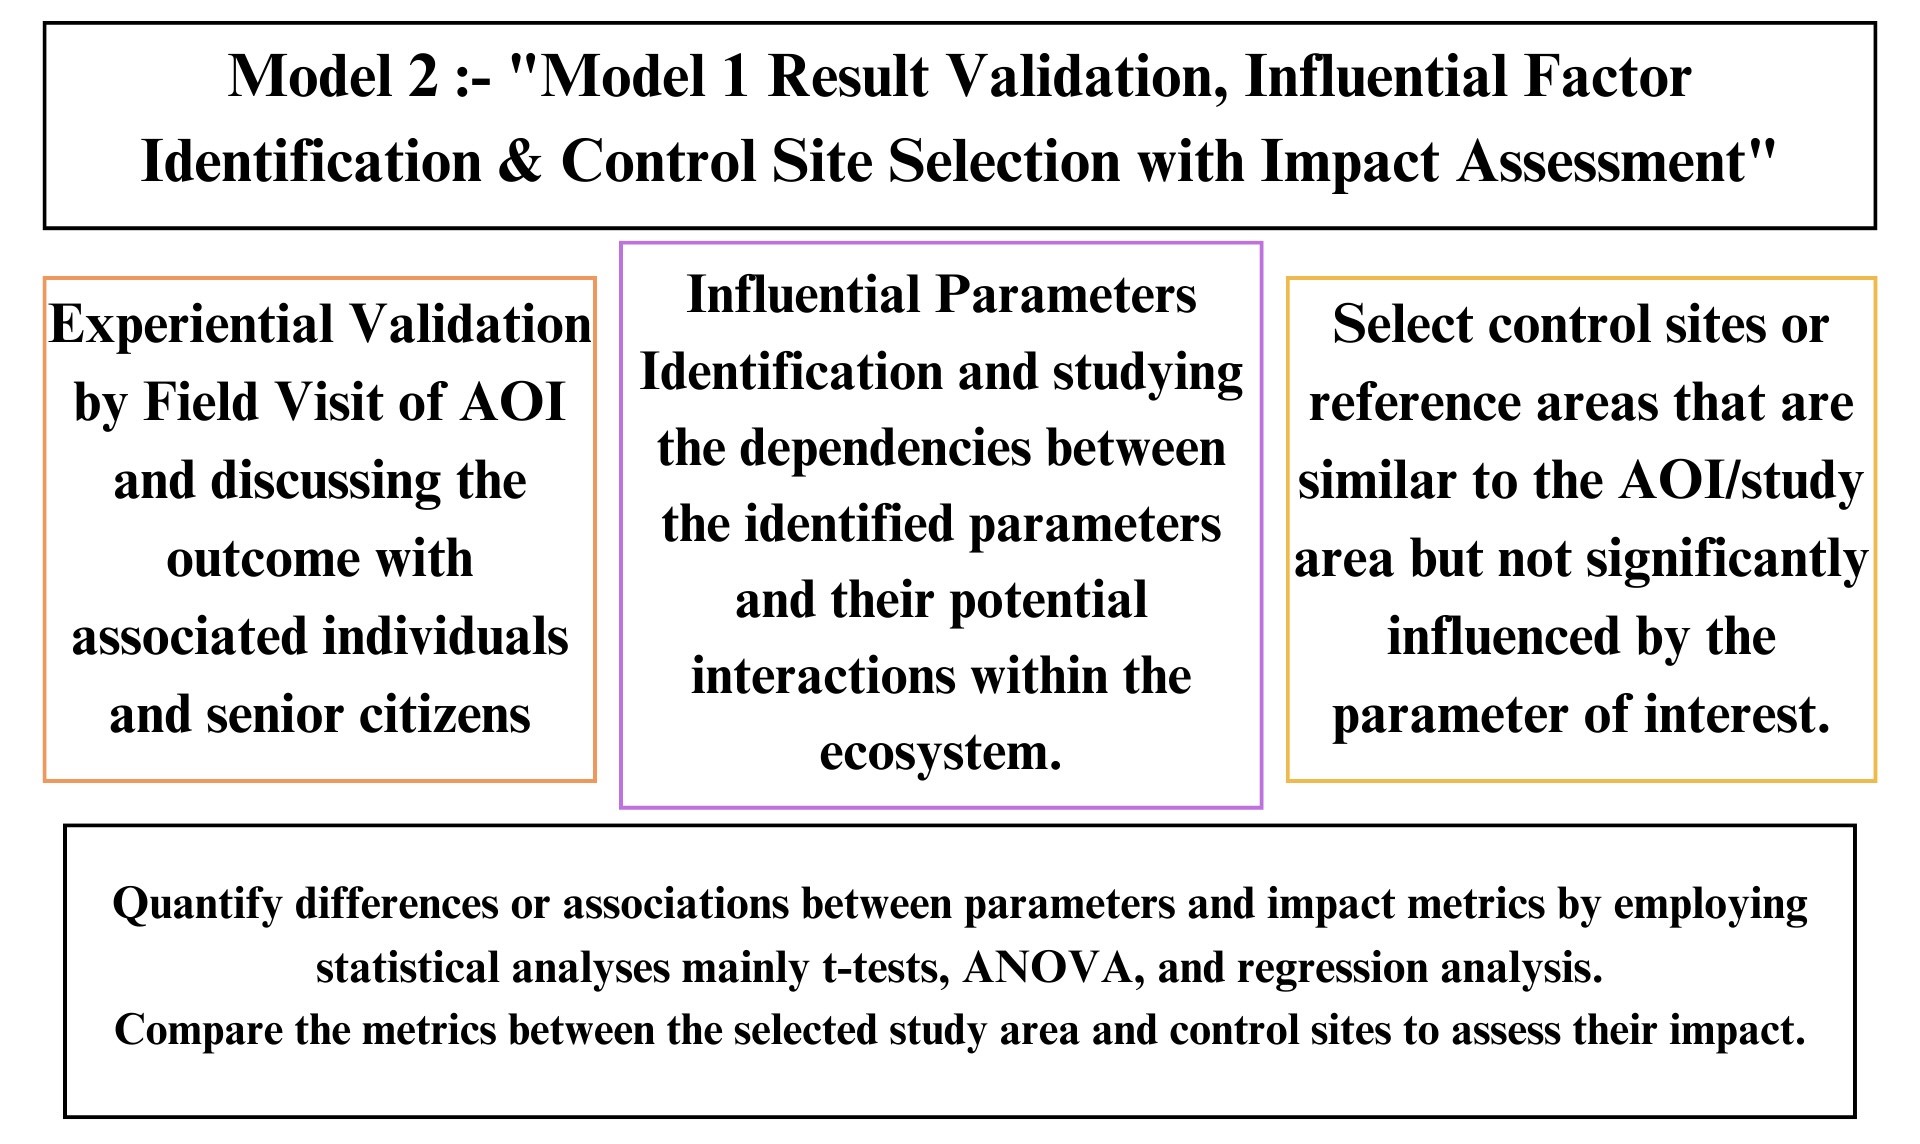 Model 2 :- "Model 1 Result Validation, Influential Factor
Identification & Control Site Selection with Impact Assessment"
Experiential Validation
by Field Visit of AOI
and discussing the
outcome with
associated individuals
and senior citizens
Influential Parameters
Identification and studying
the dependencies between
the identified parameters
and their potential
interactions within the
ecosystem.
Select control sites or
reference areas that are
similar to the AOI/study
area but not significantly
influenced by the
parameter of interest.
Quantify differences or associations between parameters and impact metrics by employing
statistical analyses mainly t-tests, ANOVA, and regression analysis.
Compare the metrics between the selected study area and control sites to assess their impact.